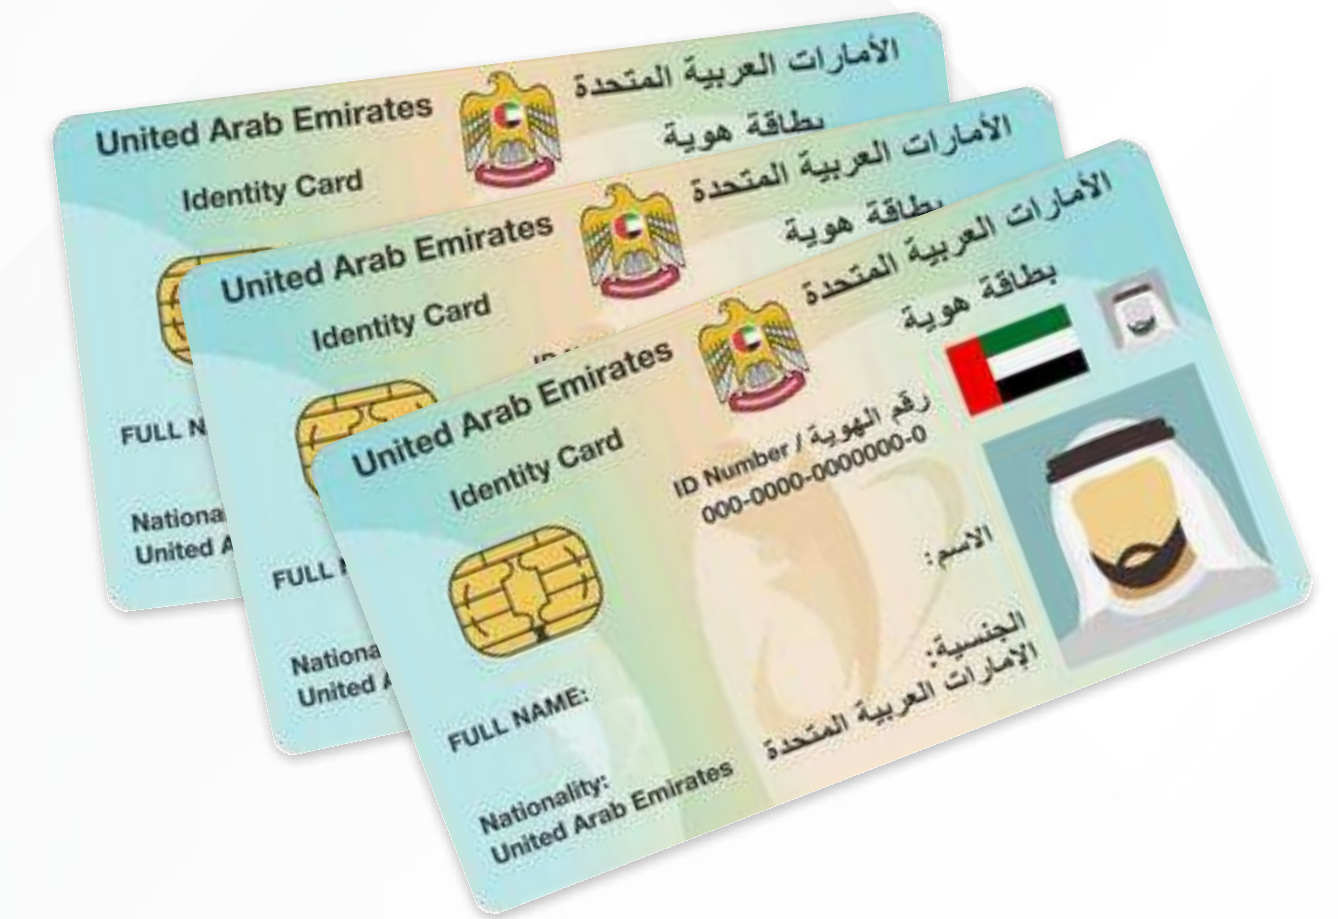 United Arab Emirates
الأمارات العربية المتحدة
Identity Card
بطاقة هوية
FULL N
Nationa
United A
United Arab Emirates
الأمارات العربية المتحدة
Identity Card
بطاقة هوية
FULL N
Nationa
United A
United Arab Emirates
الأمارات العربية المتحدة
Identity Card
بطاقة هوية
ID Number / رقم الهوية
000-0000-0000000-0
الاسم:
FULL NAME:
الجنسية:
الإمارات العربية المتحدة
Nationality:
United Arab Emirates